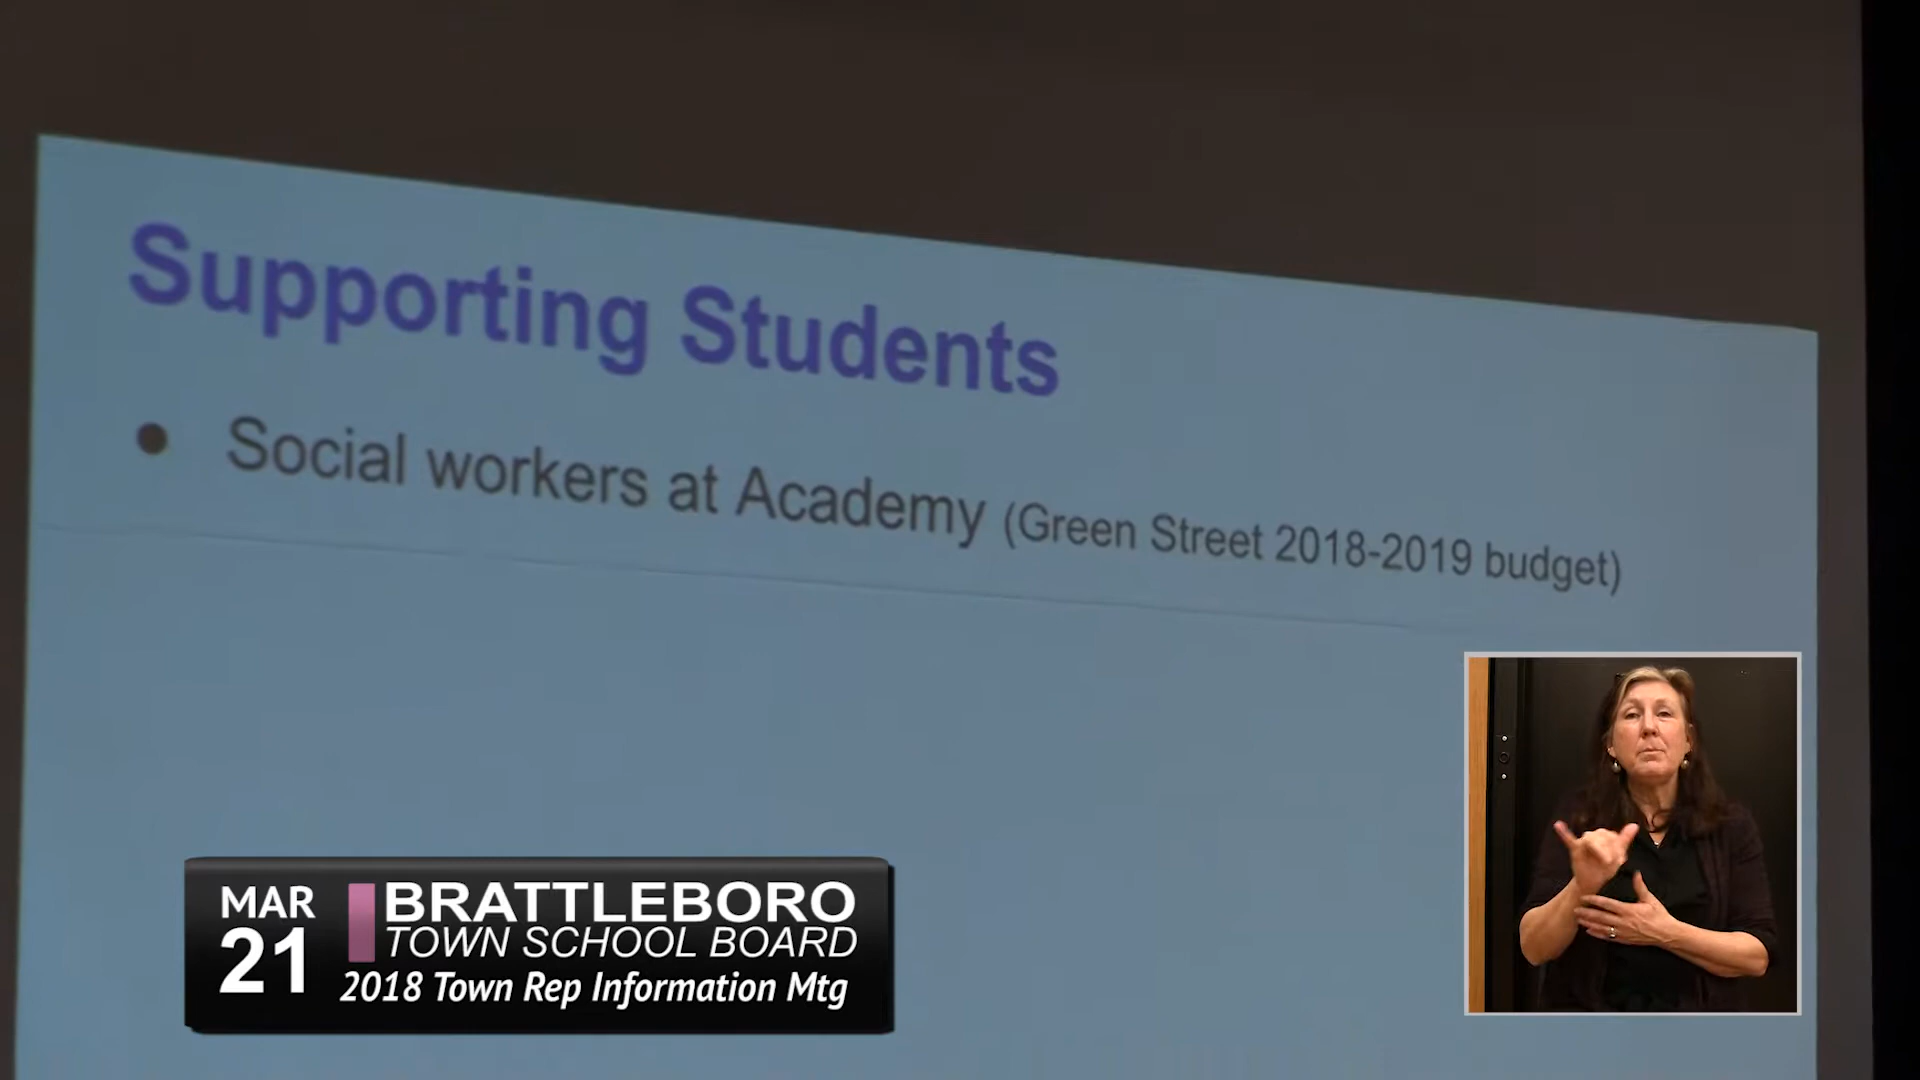 Supporting Students
● Social workers at Academy (Green Street 2018-2019 budget)
MAR
21
BRATTLEBORO
TOWN SCHOOL BOARD
2018 Town Rep Information Mtg